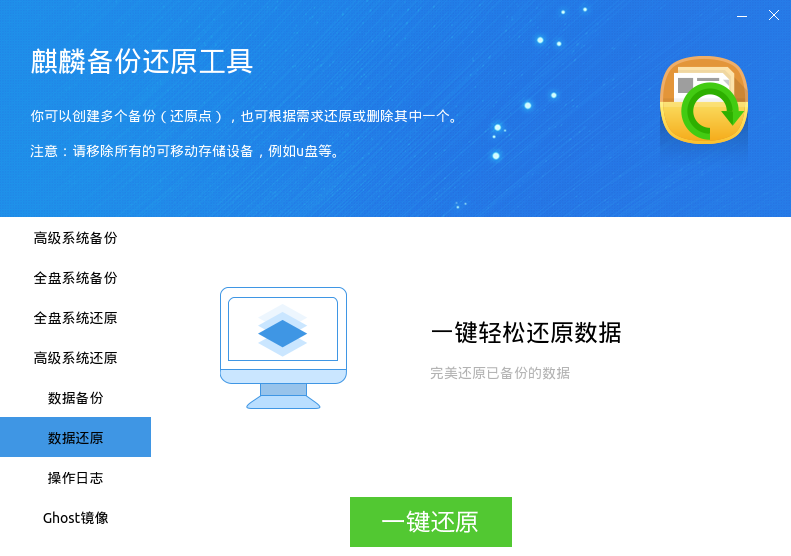 麒麟备份还原工具
你可以创建多个备份（还原点），也可根据需求还原或删除其中一个。
注意：请移除所有的可移动存储设备，例如u盘等。
高级系统备份
全盘系统备份
全盘系统还原
高级系统还原
数据备份
数据还原
操作日志
Ghost镜像
一键轻松还原数据
完美还原已备份的数据
一键还原